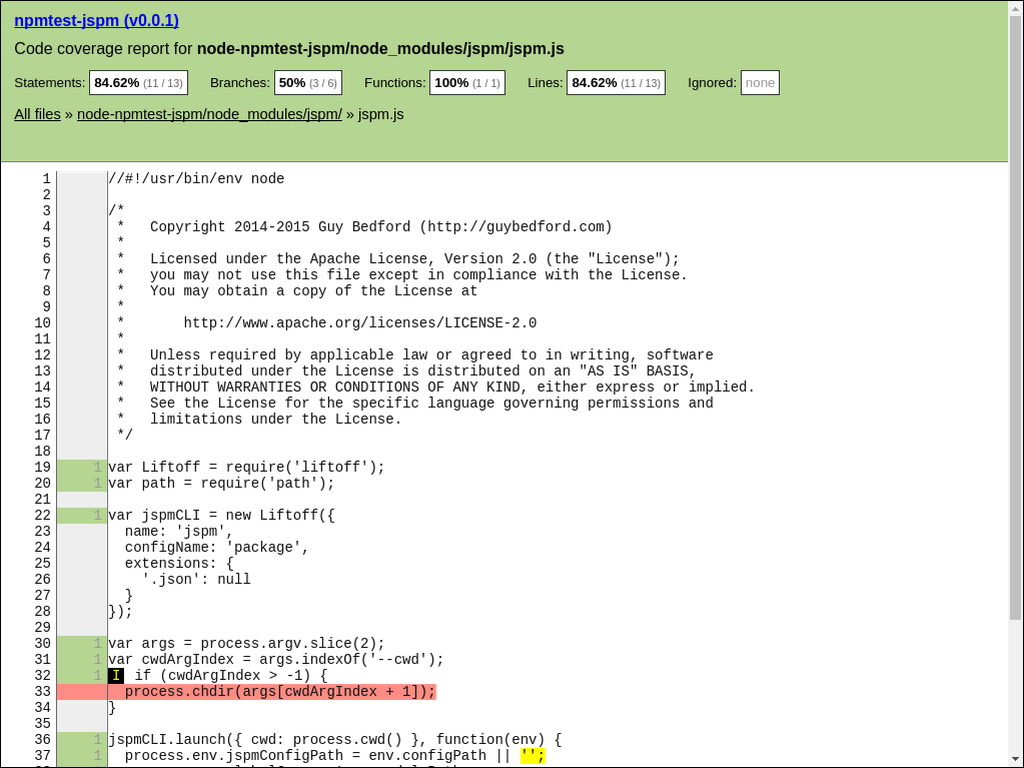 npmtest-jspm (v0.0.1)
Code coverage report for node-npmtest-jspm/node_modules/jspm/jspm.js
Statements: 84.62% (11 / 13) Branches: 50% (3 / 6) Functions: 100% (1 / 1) Lines: 84.62% (11 / 13) Ignored: none
All files » node-npmtest-jspm/node_modules/jspm/ » jspm.js
1 //#!/usr/bin/env node
2
3 /*
4 *   Copyright 2014-2015 Guy Bedford (http://guybedford.com)
5 *
6 *   Licensed under the Apache License, Version 2.0 (the "License");
7 *   you may not use this file except in compliance with the License.
8 *   You may obtain a copy of the License at
9 *
10 *       http://www.apache.org/licenses/LICENSE-2.0
11 *
12 *   Unless required by applicable law or agreed to in writing, software
13 *   distributed under the License is distributed on an "AS IS" BASIS,
14 *   WITHOUT WARRANTIES OR CONDITIONS OF ANY KIND, either express or implied.
15 *   See the License for the specific language governing permissions and
16 *   limitations under the License.
17 */
18
19 1 var Liftoff = require('liftoff');
20 1 var path = require('path');
21
22 1 var jspmCLI = new Liftoff({
23   name: 'jspm',
24   configName: 'package',
25   extensions: {
26     '.json': null
27   }
28 });
29
30 1 var args = process.argv.slice(2);
31 1 var cwdArgIndex = args.indexOf('--cwd');
32 1 I if (cwdArgIndex > -1) {
33   process.chdir(args[cwdArgIndex + 1]);
34 }
35
36 1 jspmCLI.launch({ cwd: process.cwd() }, function(env) {
37 1   process.env.jspmConfigPath = env.configPath || '';